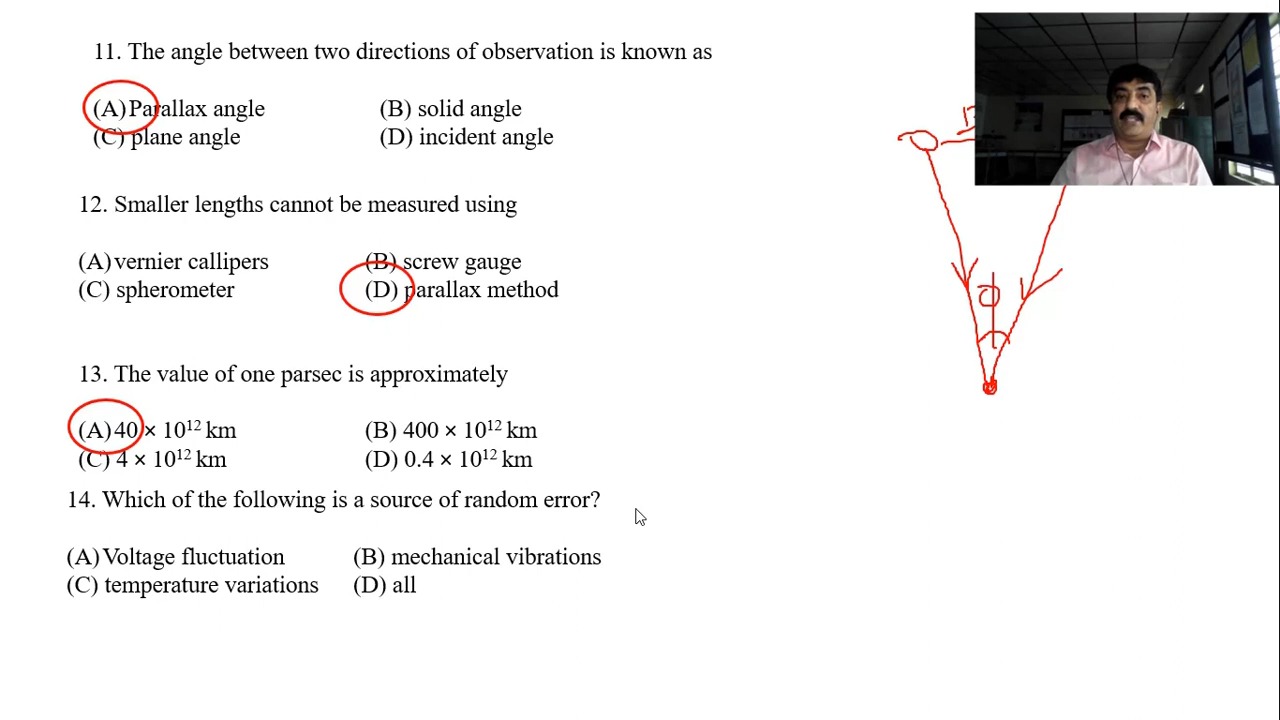 11. The angle between two directions of observation is known as
(A) Parallax angle (B) solid angle
(C) plane angle (D) incident angle
12. Smaller lengths cannot be measured using
(A) vernier callipers (B) screw gauge
(C) spherometer (D) parallax method
13. The value of one parsec is approximately
(A) 40 × 10¹² km (B) 400 × 10¹² km
(C) 4 × 10¹² km (D) 0.4 × 10¹² km
14. Which of the following is a source of random error?
(A) Voltage fluctuation (B) mechanical vibrations
(C) temperature variations (D) all